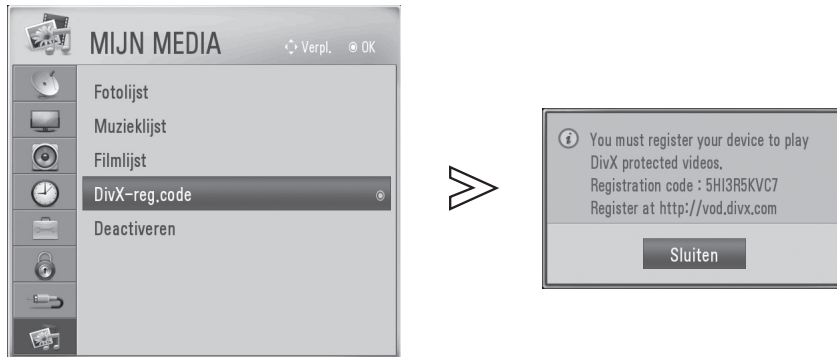 MIJN MEDIA
Verpl. OK
Fotolijst
Muzieklijst
Filmlijst
DivX-reg.code
Deactiveren
You must register your device to play
DivX protected videos.
Registration code : 5HI3R5KVC7
Register at http://vod.divx.com
Sluiten